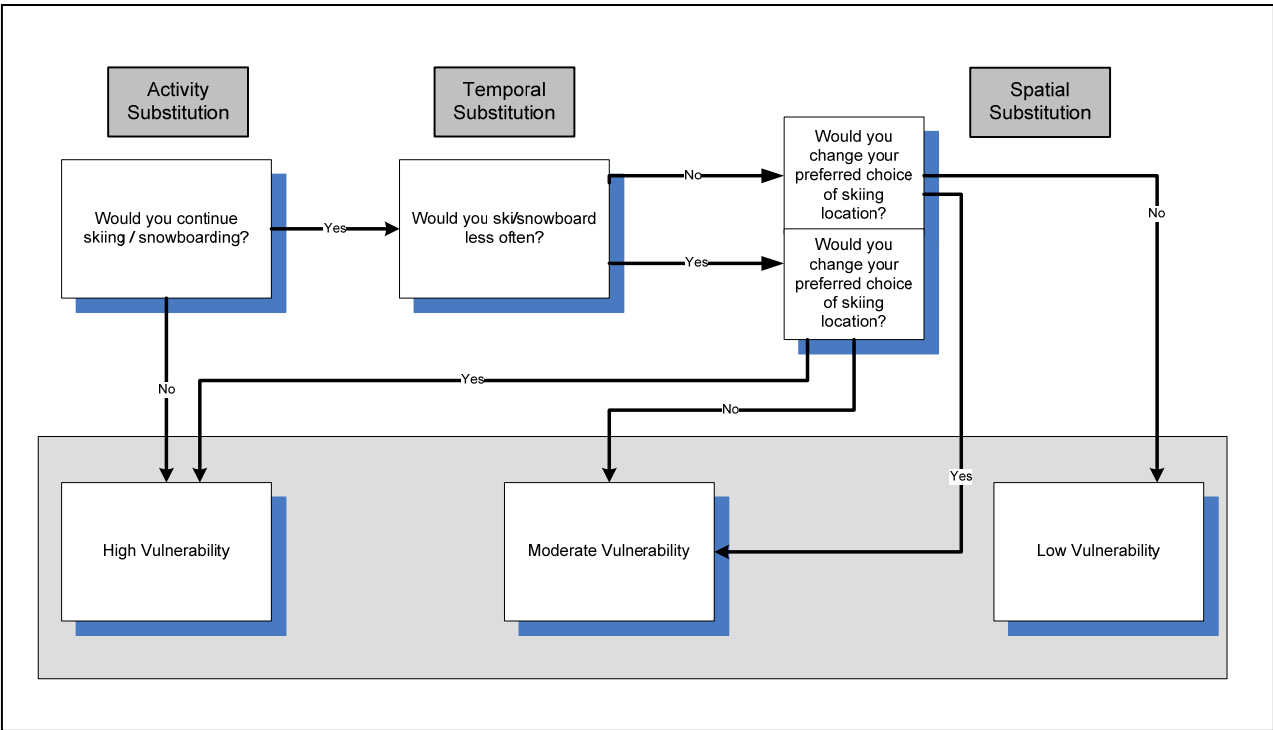 Activity
Substitution
Temporal
Substitution
Spatial
Substitution
Would you continue
skiing / snowboarding?
Yes
No
Would you ski/snowboard
less often?
No
Yes
Would you
change your
preferred choice
of skiing
location?
Would you
change your
preferred choice
of skiing
location?
No
Yes
Yes
No
High Vulnerability
Moderate Vulnerability
Low Vulnerability